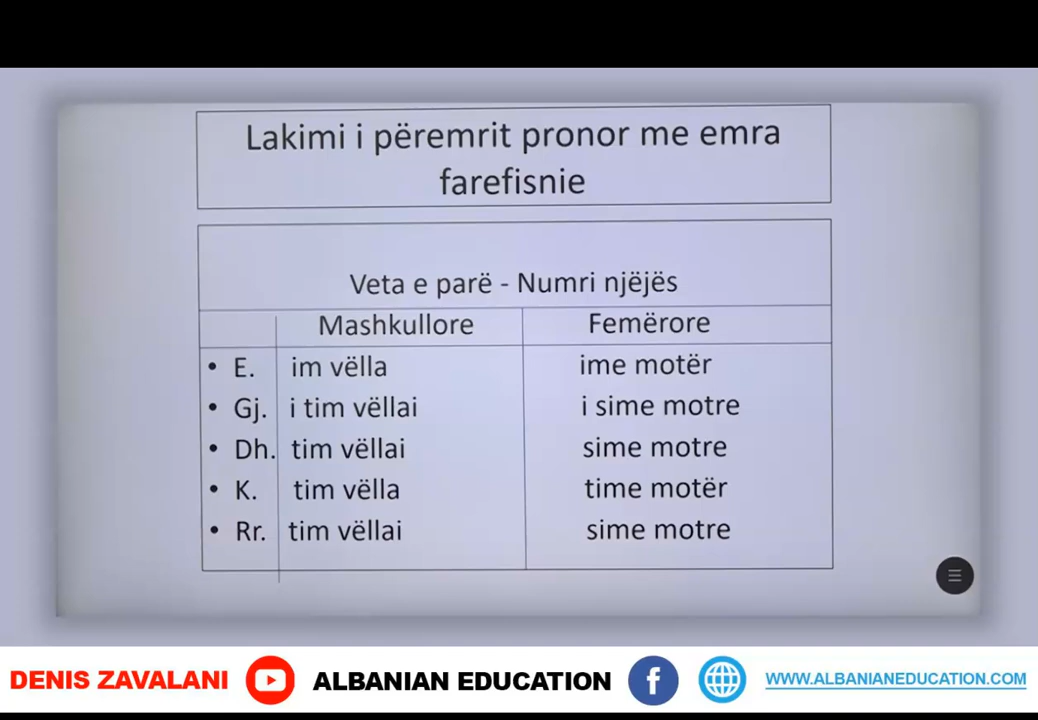 Lakimi i përemrit pronor me emra
farefisnie
Veta e parë - Numri njëjës
Mashkullore Femërore
• E. im vëlla ime motër
• Gj. i tim vëllai i sime motre
• Dh. tim vëllai sime motre
• K. tim vëlla time motër
• Rr. tim vëllai sime motre
DENIS ZAVALANI ALBANIAN EDUCATION f WWW.ALBANIANEDUCATION.COM